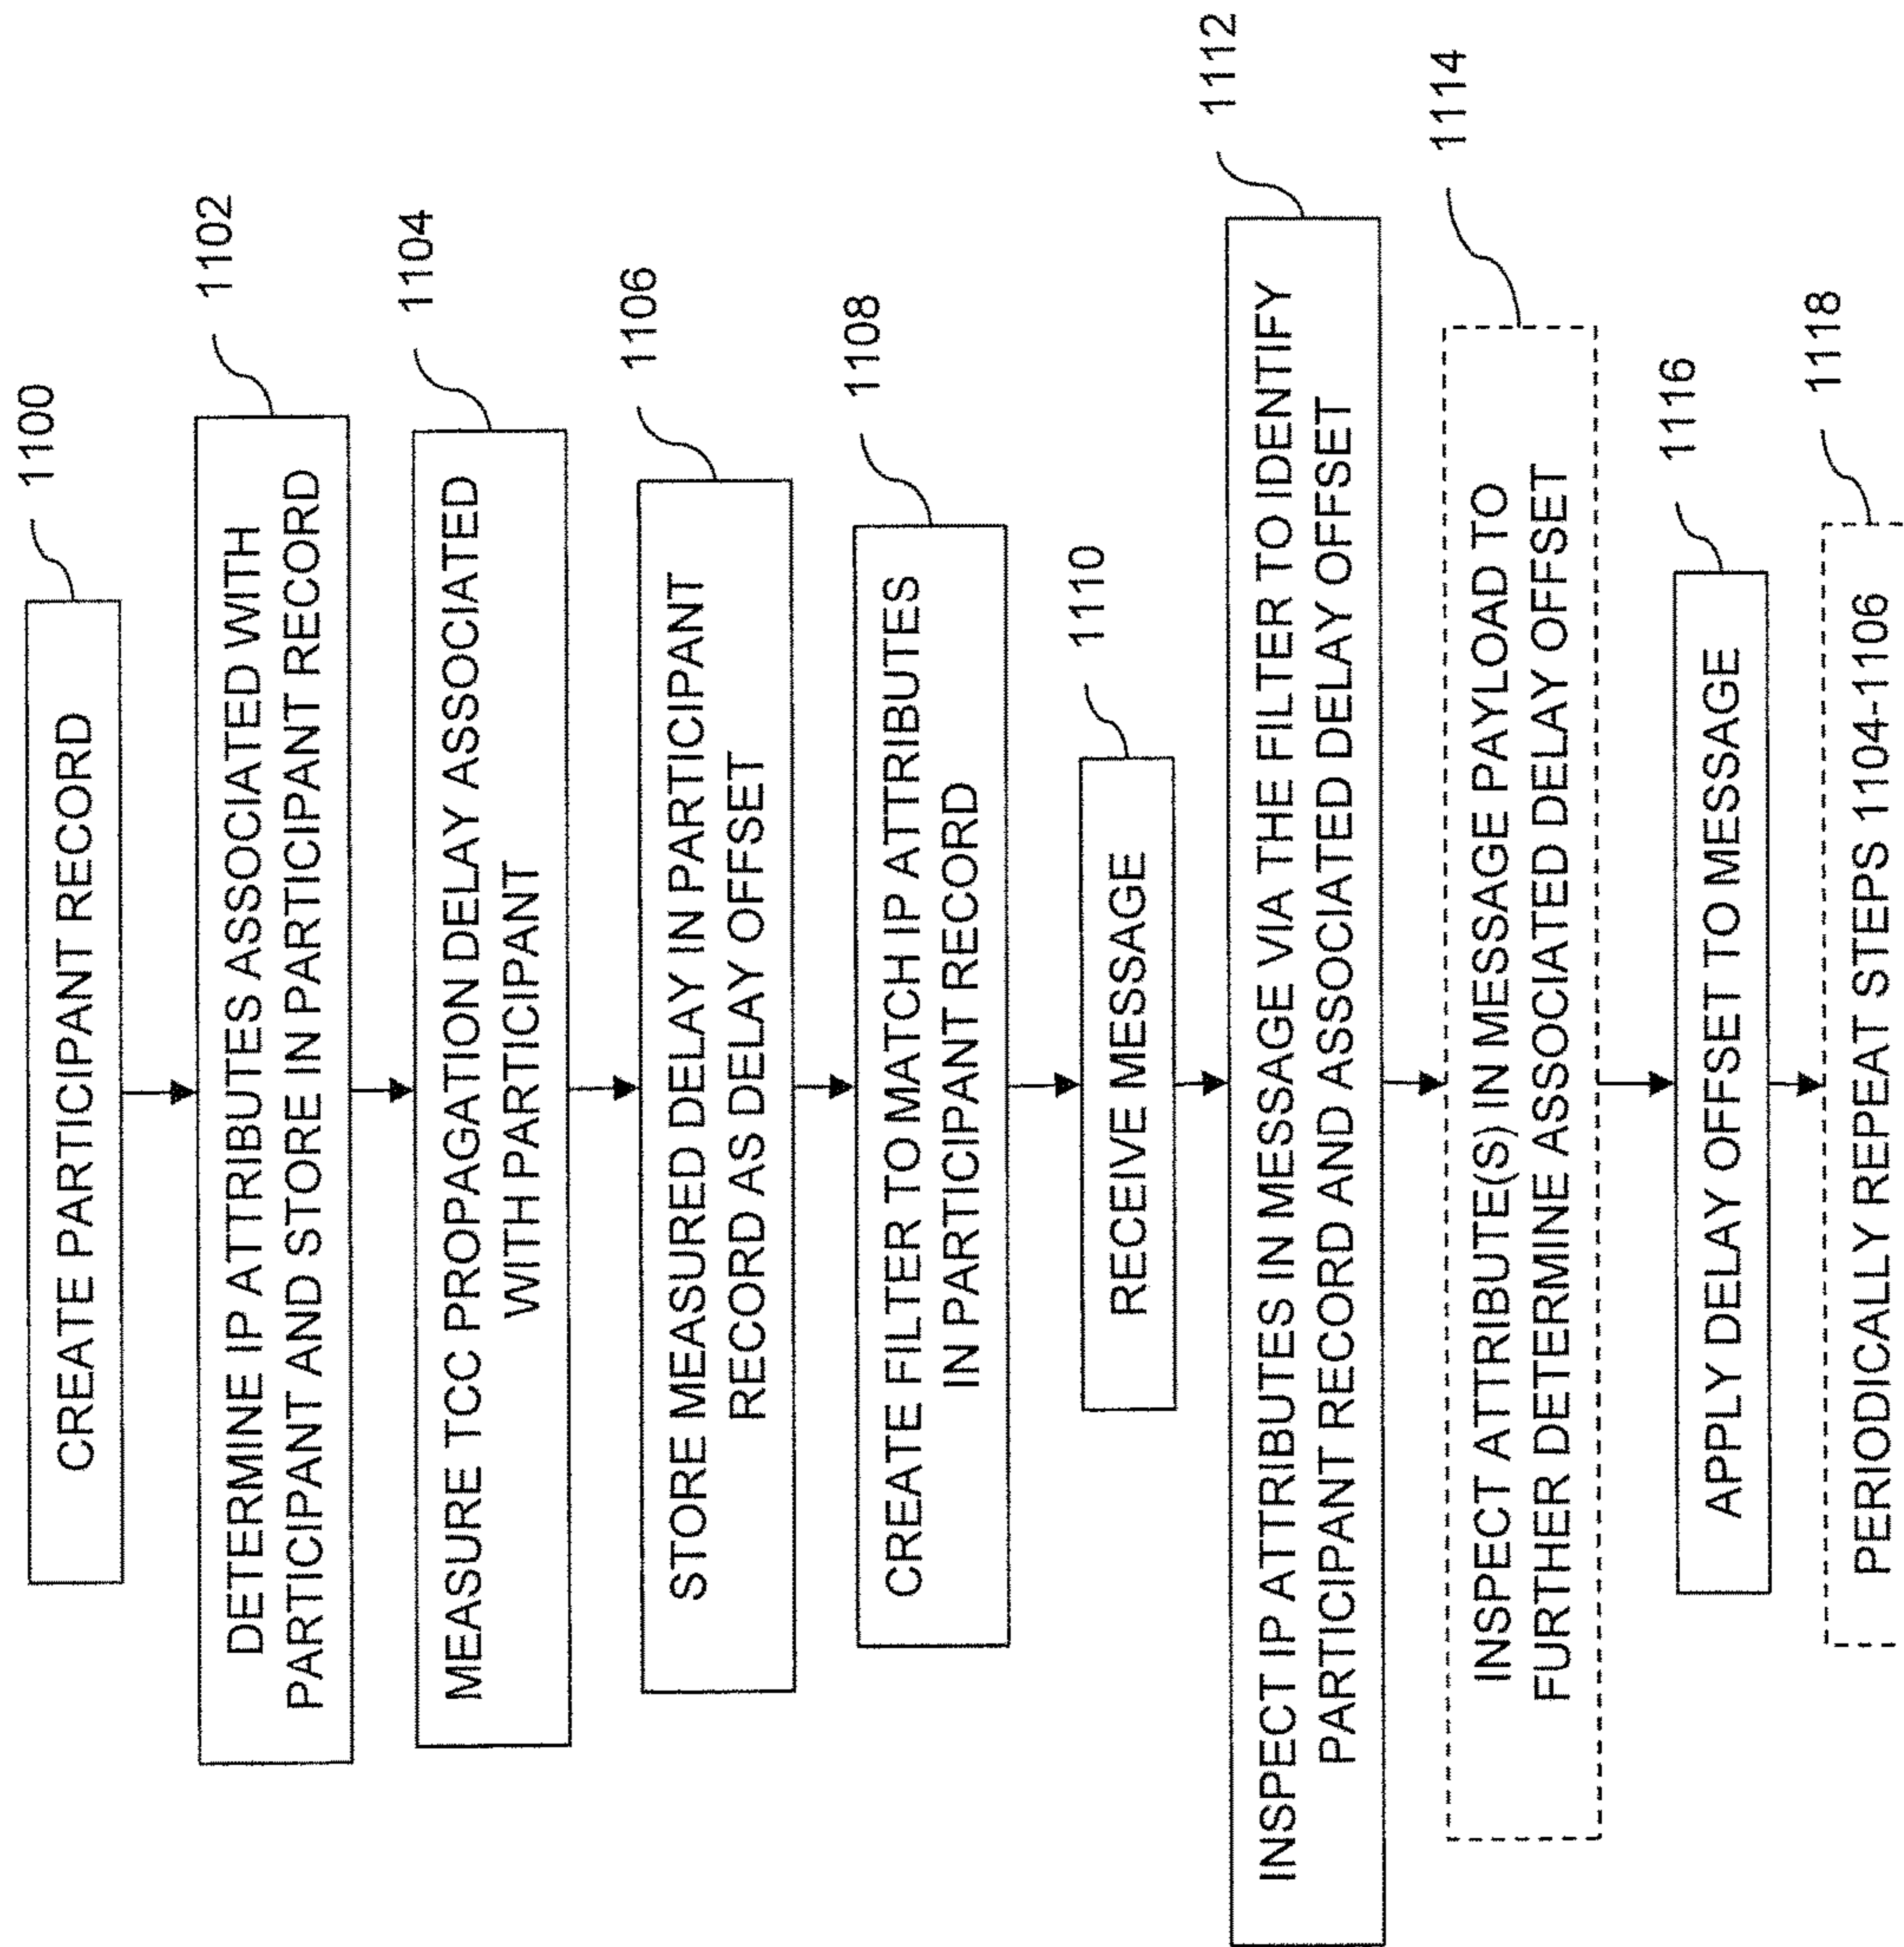 1100
CREATE PARTICIPANT RECORD
1102
DETERMINE IP ATTRIBUTES ASSOCIATED WITH
PARTICIPANT AND STORE IN PARTICIPANT RECORD
1104
MEASURE TCC PROPAGATION DELAY ASSOCIATED
WITH PARTICIPANT
1106
STORE MEASURED DELAY IN PARTICIPANT
RECORD AS DELAY OFFSET
1108
CREATE FILTER TO MATCH IP ATTRIBUTES
IN PARTICIPANT RECORD
1110
RECEIVE MESSAGE
1112
INSPECT IP ATTRIBUTES IN MESSAGE VIA THE FILTER TO IDENTIFY
PARTICIPANT RECORD AND ASSOCIATED DELAY OFFSET
1114
INSPECT ATTRIBUTE(S) IN MESSAGE PAYLOAD TO
FURTHER DETERMINE ASSOCIATED DELAY OFFSET
1116
APPLY DELAY OFFSET TO MESSAGE
1118
PERIODICALLY REPEAT STEPS 1104-1106